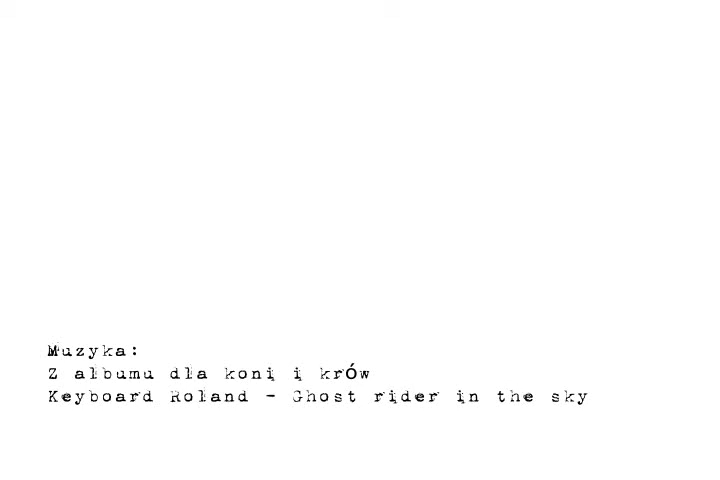 Muzyka:
Z albumu dla koni i krów
Keyboard Roland - Ghost rider in the sky